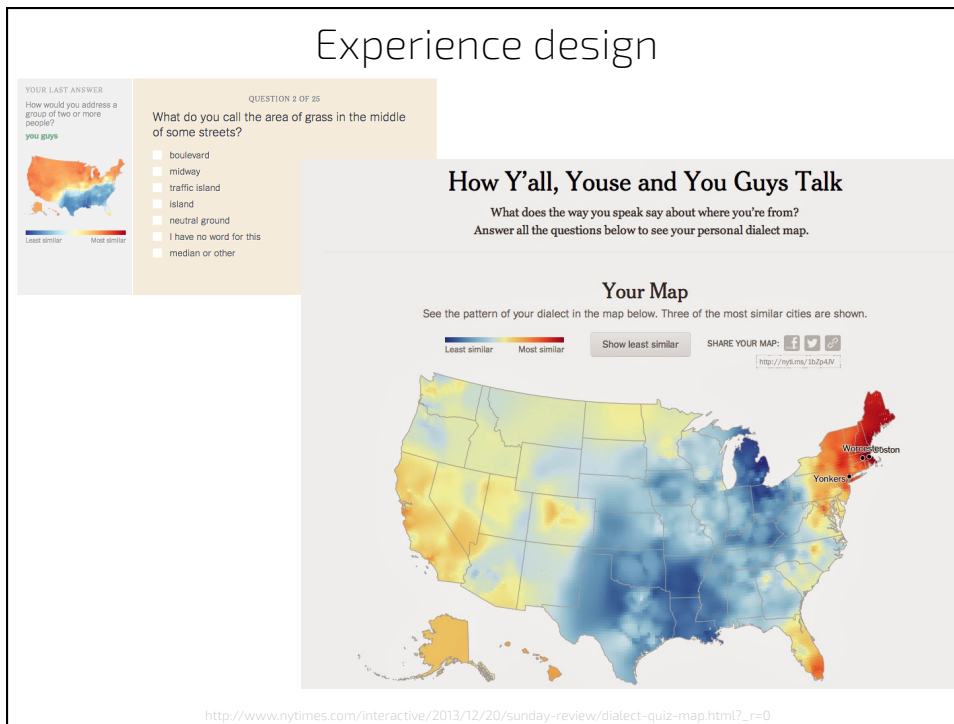 Experience design
YOUR LAST ANSWER
How would you address a
group of two or more
people?
you guys
Least similar Most similar
QUESTION 2 OF 25
What do you call the area of grass in the middle
of some streets?
boulevard
midway
traffic island
island
neutral ground
I have no word for this
median or other
How Y'all, Youse and You Guys Talk
What does the way you speak say about where you're from?
Answer all the questions below to see your personal dialect map.
Your Map
See the pattern of your dialect in the map below. Three of the most similar cities are shown.
Least similar Most similar
Show least similar
SHARE YOUR MAP:
http://nyti.ms/1bZp4JV
Worcester Boston
Yonkers
http://www.nytimes.com/interactive/2013/12/20/sunday-review/dialect-quiz-map.html?_r=0